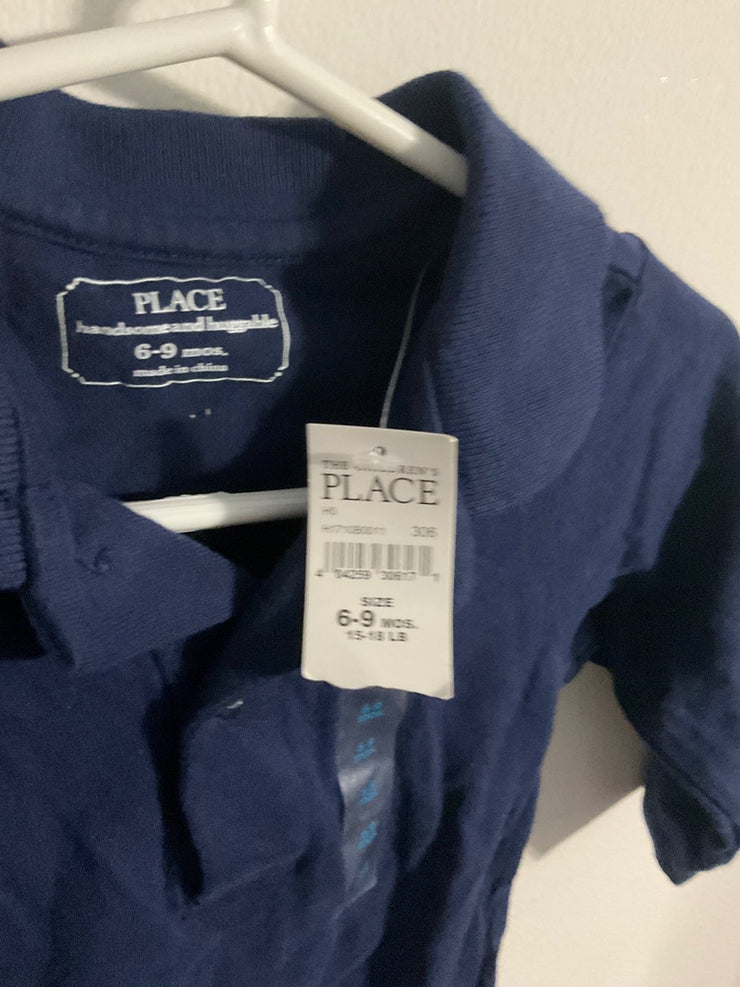 PLACE
handsome and huggable
6-9 mos.
made in china
THE CHILDREN'S
PLACE
H0
306
SIZE
6-9 MOS.
15-18 LB